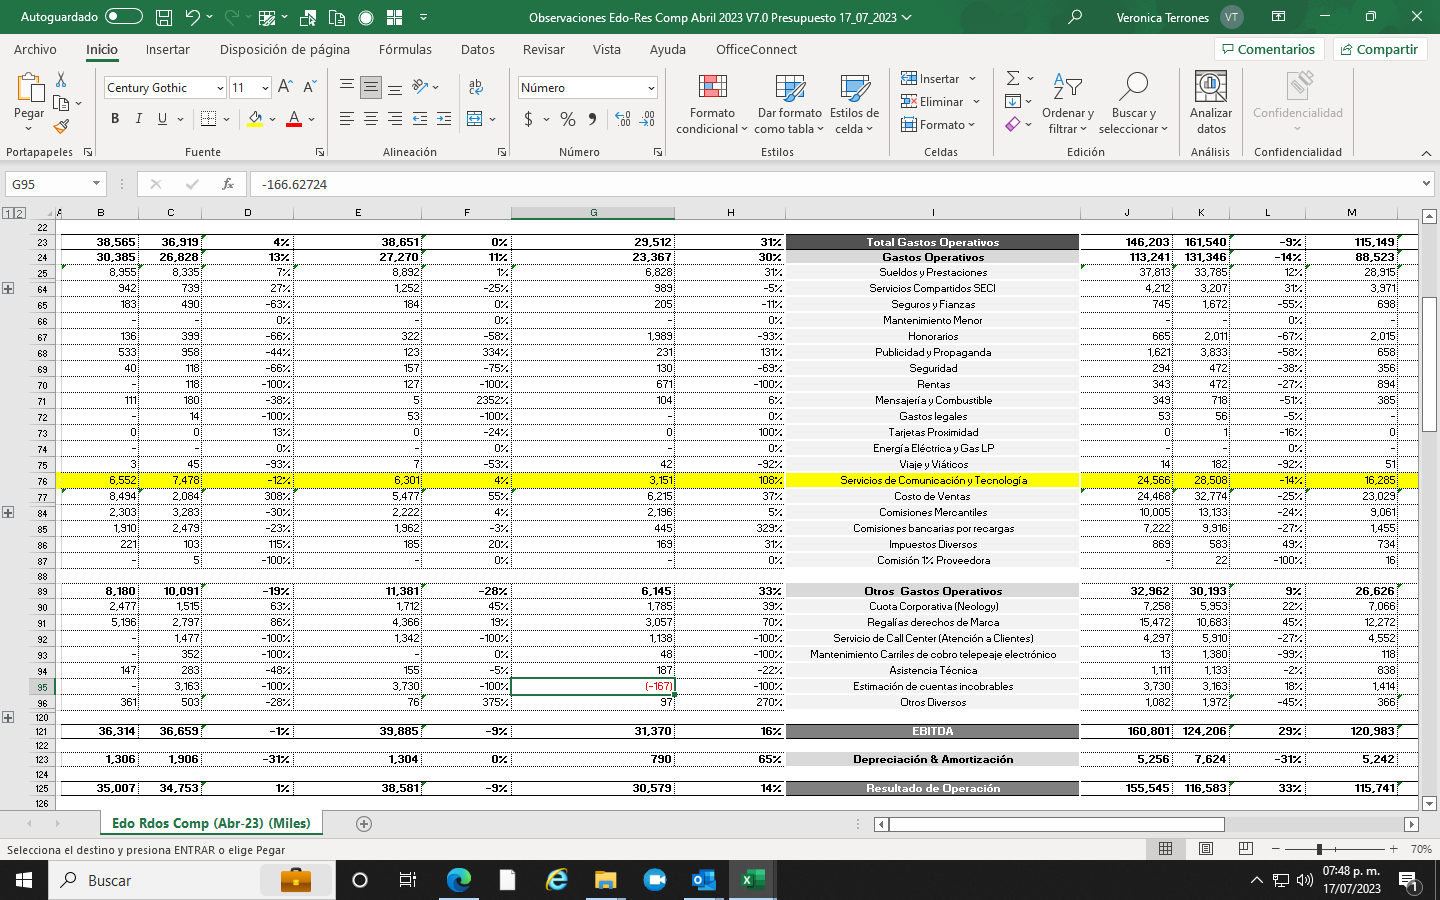 Autoguardado
Observaciones Edo-Res Comp Abril 2023 V7.0 Presupuesto 17_07_2023
Veronica Terrones VT
Archivo Inicio Insertar Disposición de página Fórmulas Datos Revisar Vista Ayuda OfficeConnect Comentarios Compartir
Pegar Century Gothic 11 Número
Formato condicional Dar formato como tabla Estilos de celda
Insertar Eliminar Formato
Ordenar y filtrar Buscar y seleccionar Analizar datos Confidencialidad
Portapapeles Fuente Alineación Número Estilos Celdas Edición Análisis Confidencialidad
G95 fx -166.62724
1 2 A B C D E F G H I J K L M
22
23 38,565 36,919 4% 38,651 0% 29,512 31% Total Gastos Operativos 146,203 161,540 -9% 115,149
24 30,385 26,828 13% 27,270 11% 23,367 30% Gastos Operativos 113,241 131,346 -14% 88,523
25 8,955 8,335 7% 8,892 1% 6,828 31% Sueldos y Prestaciones 37,813 33,785 12% 28,915
64 942 739 27% 1,252 -25% 989 -5% Servicios Compartidos SECI 4,212 3,207 31% 3,971
65 183 490 -63% 184 0% 205 -11% Seguros y Fianzas 745 1,672 -55% 698
66 - - 0% - 0% - 0% Mantenimiento Menor - - 0% -
67 136 399 -66% 322 -58% 1,989 -93% Honorarios 665 2,011 -67% 2,015
68 533 958 -44% 123 334% 231 131% Publicidad y Propaganda 1,621 3,833 -58% 658
69 40 118 -66% 157 -75% 130 -69% Seguridad 294 472 -38% 356
70 - 118 -100% 127 -100% 671 -100% Rentas 343 472 -27% 894
71 111 180 -38% 5 2352% 104 6% Mensajería y Combustible 349 718 -51% 385
72 - 14 -100% 53 -100% - 0% Gastos legales 53 56 -5% -
73 0 0 13% 0 -24% 0 100% Tarjetas Proximidad 0 1 -16% 0
74 - - 0% - 0% - 0% Energía Eléctrica y Gas LP - - 0% -
75 3 45 -93% 7 -53% 42 -92% Viaje y Viáticos 14 182 -92% 51
76 6,552 7,478 -12% 6,301 4% 3,151 108% Servicios de Comunicación y Tecnología 24,566 28,508 -14% 16,285
77 8,494 2,084 308% 5,477 55% 6,215 37% Costo de Ventas 24,468 32,774 -25% 23,029
84 2,303 3,283 -30% 2,222 4% 2,196 5% Comisiones Mercantiles 10,005 13,133 -24% 9,061
85 1,910 2,479 -23% 1,962 -3% 445 329% Comisiones bancarias por recargas 7,222 9,916 -27% 1,455
86 221 103 115% 185 20% 169 31% Impuestos Diversos 869 583 49% 734
87 - 5 -100% - 0% - 0% Comisión 1% Proveedora - 22 -100% 16
88
89 8,180 10,091 -19% 11,381 -28% 6,145 33% Otros Gastos Operativos 32,962 30,193 9% 26,626
90 2,477 1,515 63% 1,712 45% 1,785 39% Cuota Corporativa (Neology) 7,258 5,953 22% 7,066
91 5,196 2,797 86% 4,366 19% 3,057 70% Regalías derechos de Marca 15,472 10,683 45% 12,272
92 - 1,477 -100% 1,342 -100% 1,138 -100% Servicio de Call Center (Atención a Clientes) 4,297 5,910 -27% 4,552
93 - 352 -100% - 0% 48 -100% Mantenimiento Carriles de cobro telepeaje electrónico 13 1,380 -99% 118
94 147 283 -48% 155 -5% 187 -22% Asistencia Técnica 1,111 1,133 -2% 838
95 - 3,163 -100% 3,730 -100% (-167) -100% Estimación de cuentas incobrables 3,730 3,163 18% 1,414
96 361 503 -28% 76 375% 97 270% Otros Diversos 1,082 1,972 -45% 366
120
121 36,314 36,659 -1% 39,885 -9% 31,370 16% EBITDA 160,801 124,206 29% 120,983
122
123 1,306 1,906 -31% 1,304 0% 790 65% Depreciación & Amortización 5,256 7,624 -31% 5,242
124
125 35,007 34,753 1% 38,581 -9% 30,579 14% Resultado de Operación 155,545 116,583 33% 115,741
126
Edo Rdos Comp (Abr-23) (Miles)
Selecciona el destino y presiona ENTRAR o elige Pegar 70%
Buscar
07:48 p. m.
17/07/2023
1